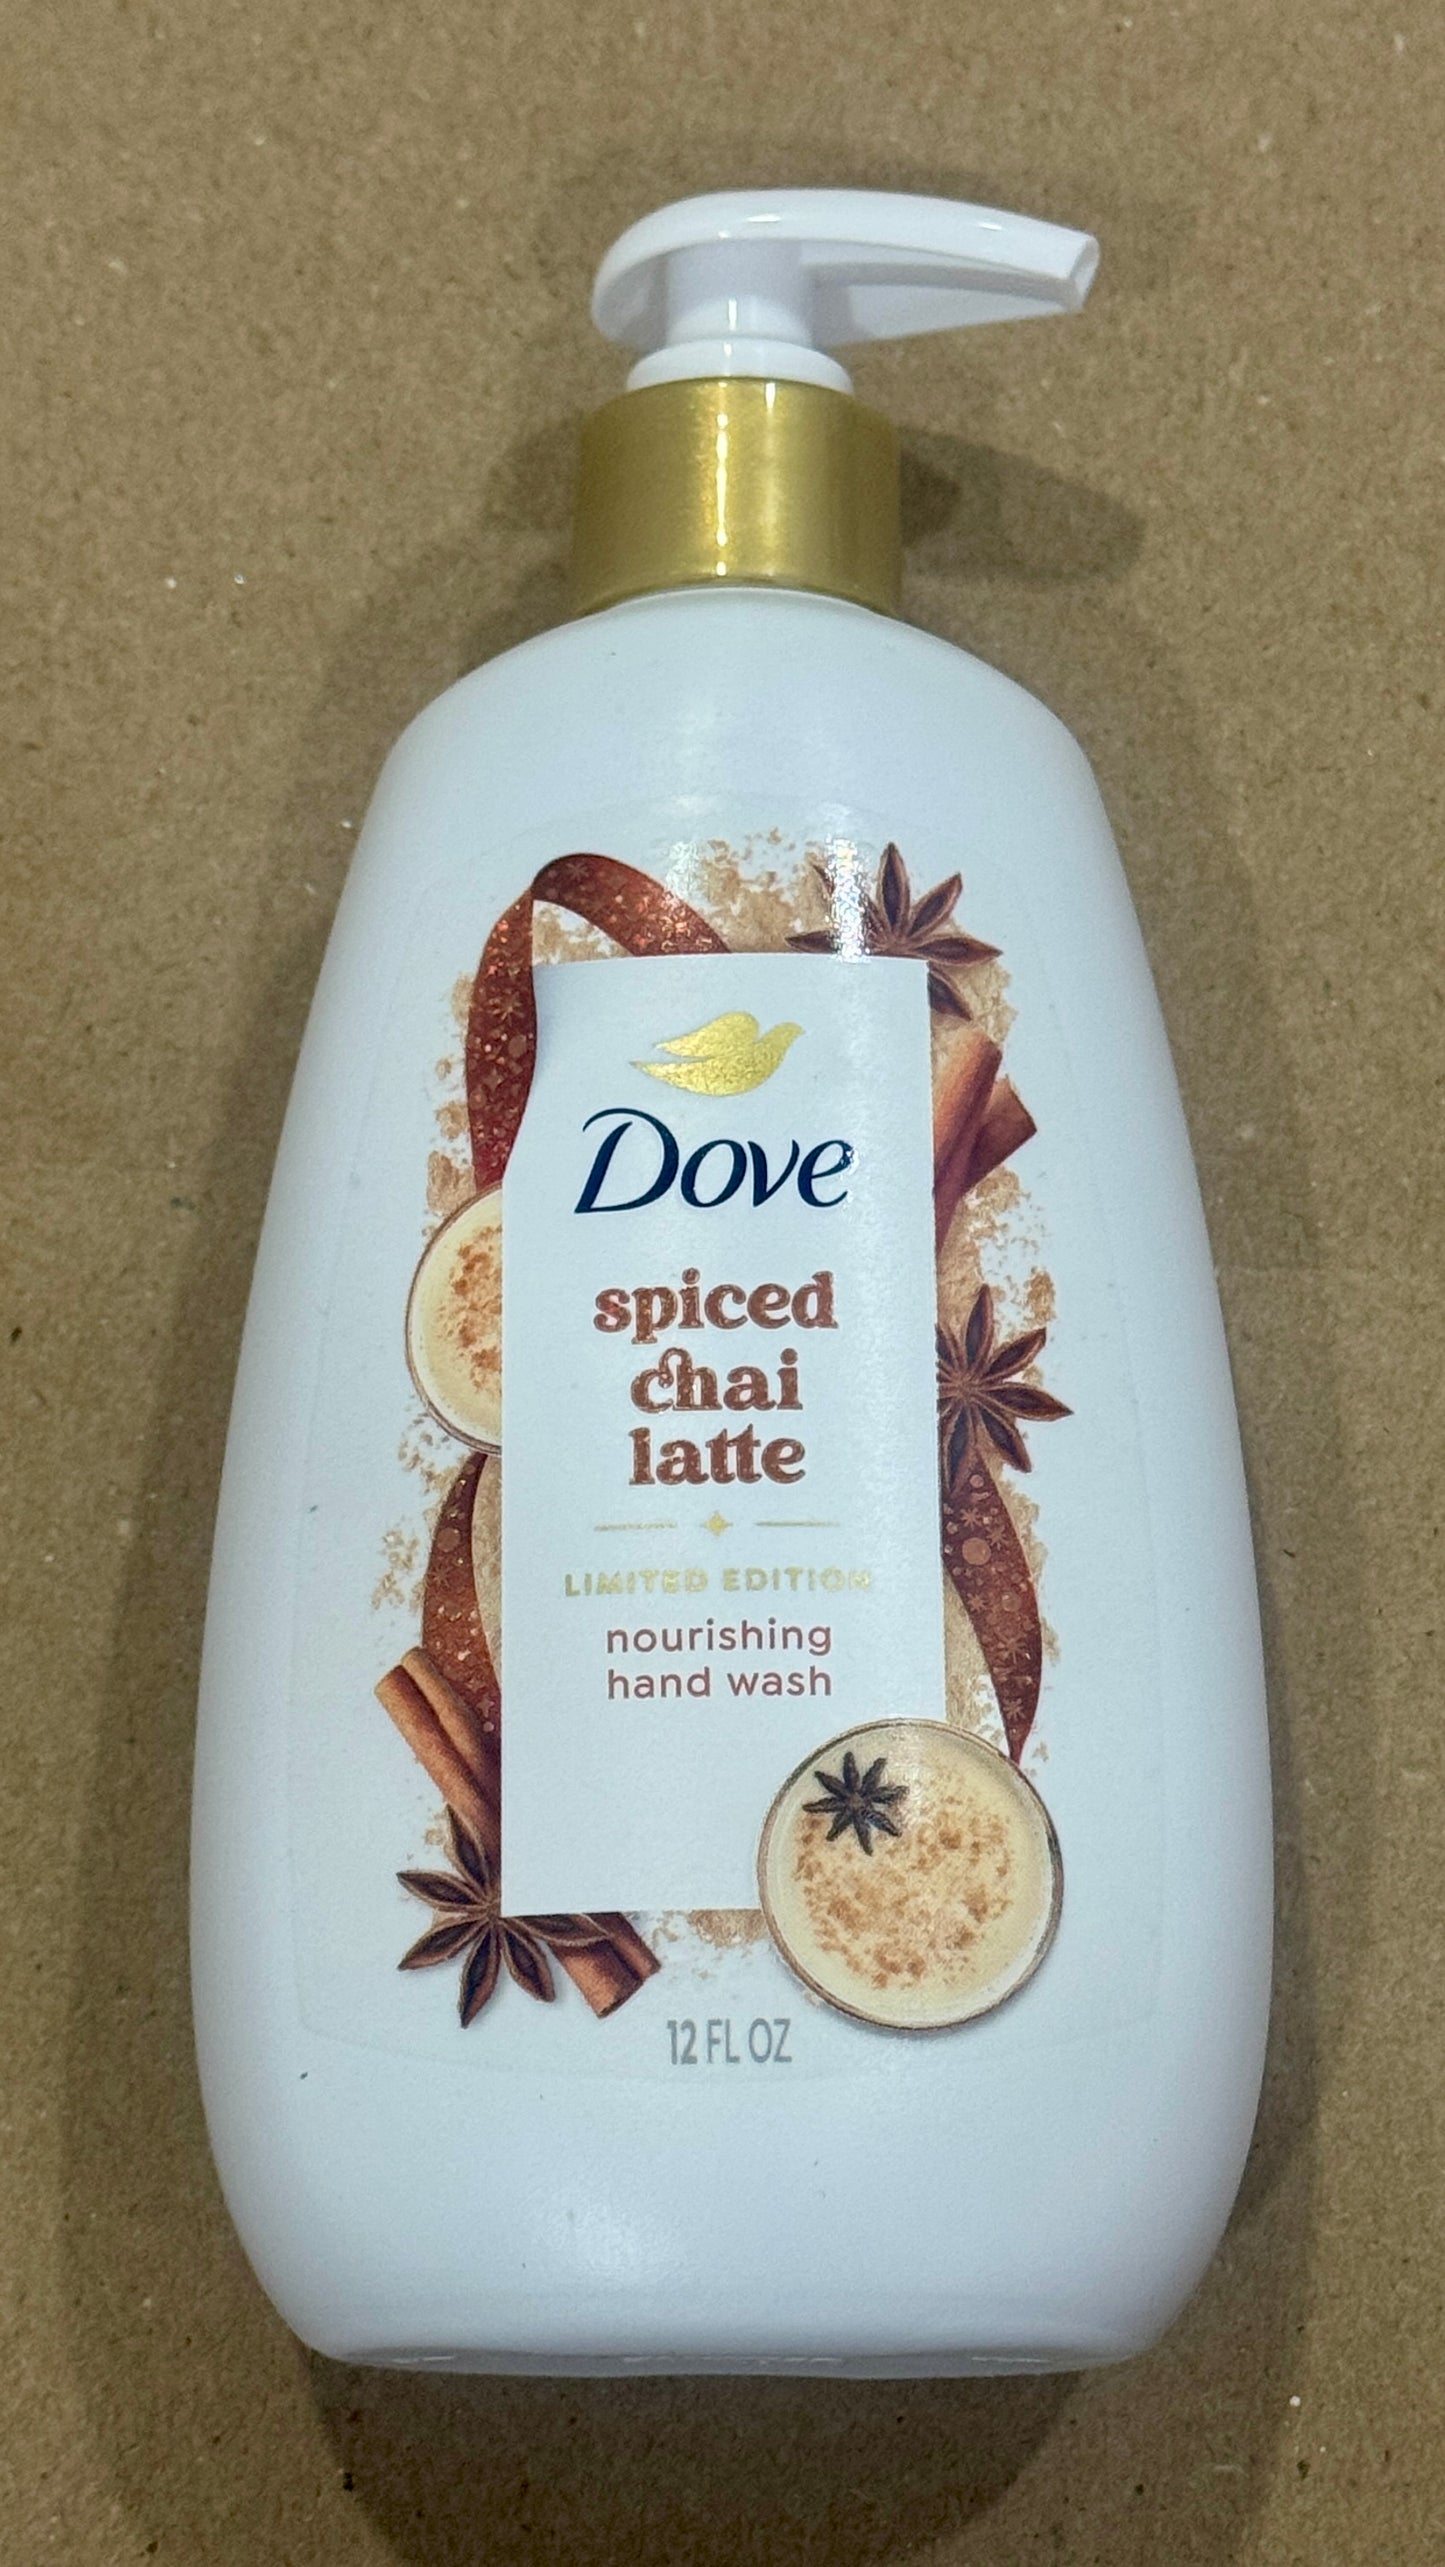 Dove
spiced
chai
latte
LIMITED EDITION
nourishing
hand wash
12 FL OZ